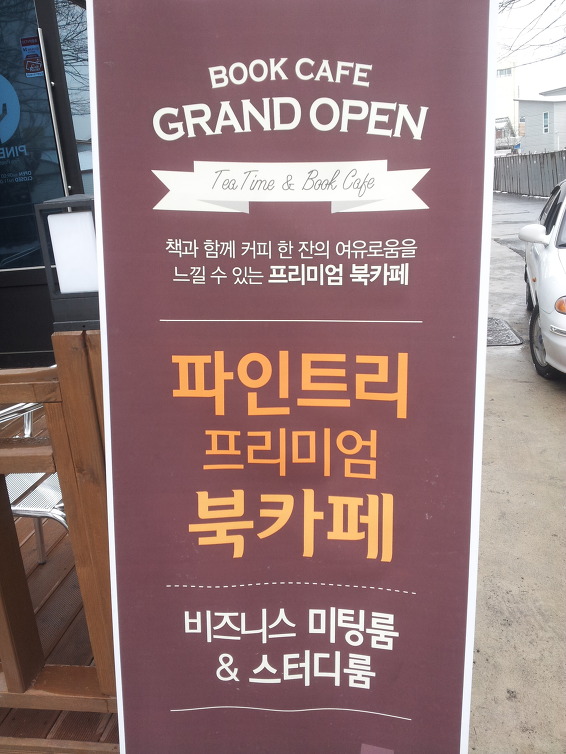 BOOK CAFE
GRAND OPEN
Tea Time & Book Cafe
책과 함께 커피 한 잔의 여유로움을
느낄 수 있는 프리미엄 북카페
파인트리
프리미엄
북카페
비즈니스 미팅룸
& 스터디룸